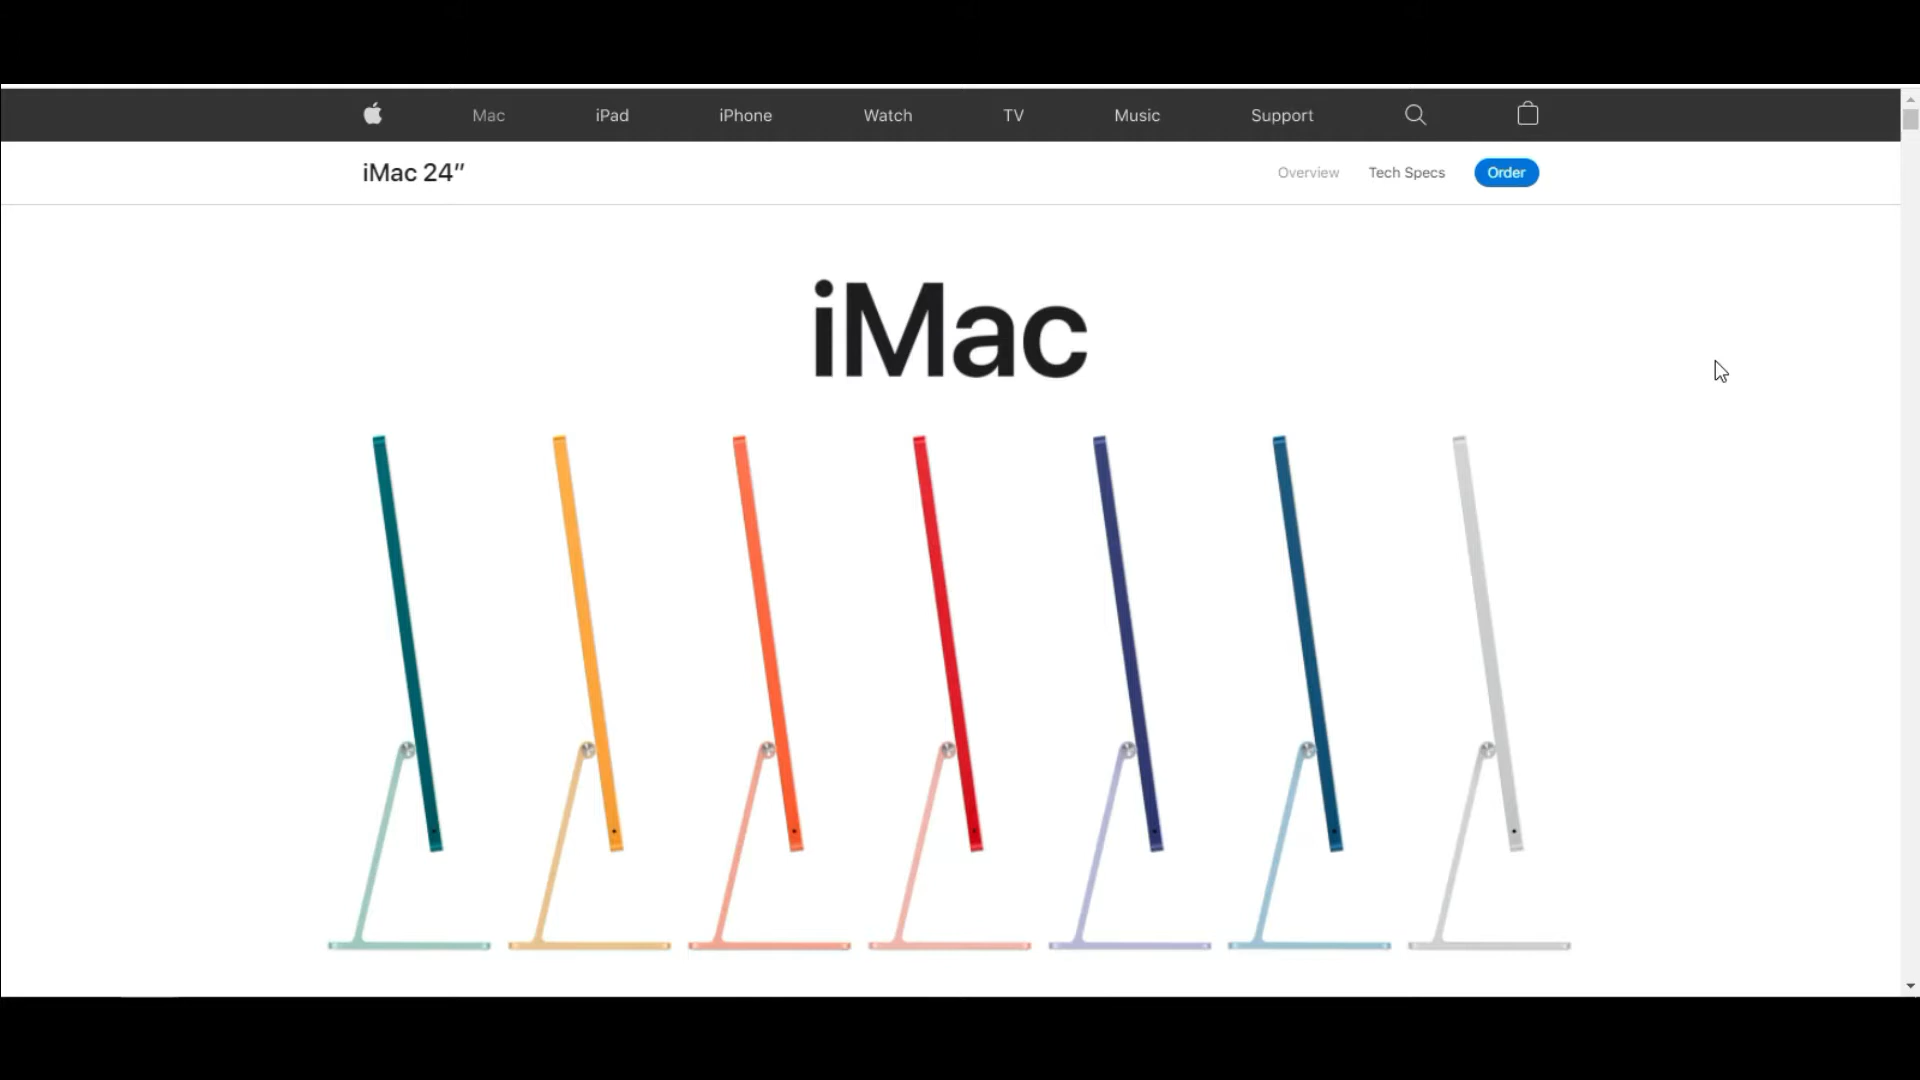 Mac iPad iPhone Watch TV Music Support
iMac 24″
Overview Tech Specs Order
iMac